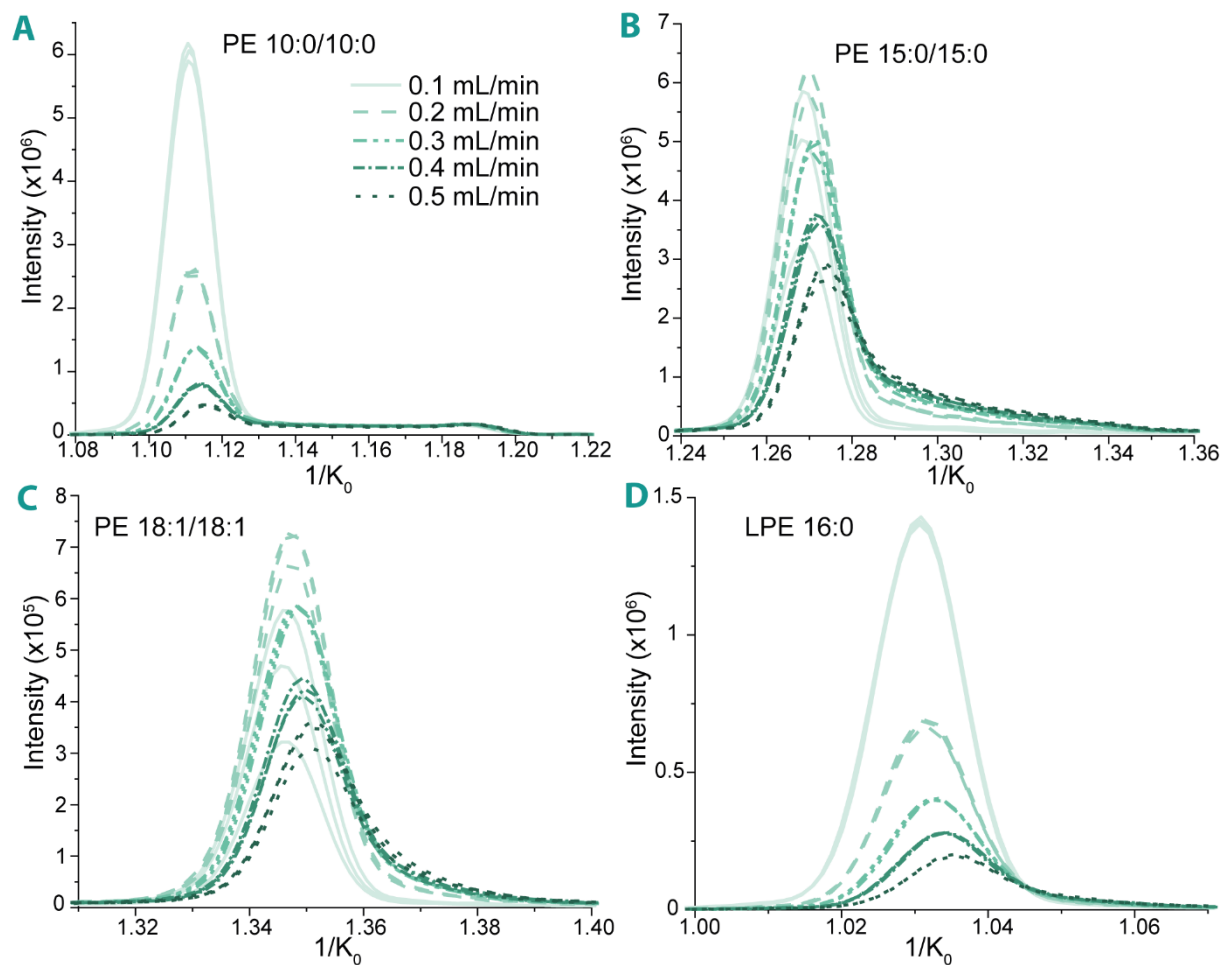 A
PE 10:0/10:0
0.1 mL/min
0.2 mL/min
0.3 mL/min
0.4 mL/min
0.5 mL/min
Intensity (x10⁶)
6
5
4
3
2
1
0
1.08 1.10 1.12 1.14 1.16 1.18 1.20 1.22
1/K₀
B
PE 15:0/15:0
Intensity (x10⁶)
7
6
5
4
3
2
1
0
1.24 1.26 1.28 1.30 1.32 1.34 1.36
1/K₀
C
PE 18:1/18:1
Intensity (x10⁵)
8
7
6
5
4
3
2
1
0
1.32 1.34 1.36 1.38 1.40
1/K₀
D
LPE 16:0
Intensity (x10⁶)
1.5
1
0.5
0
1.00 1.02 1.04 1.06
1/K₀